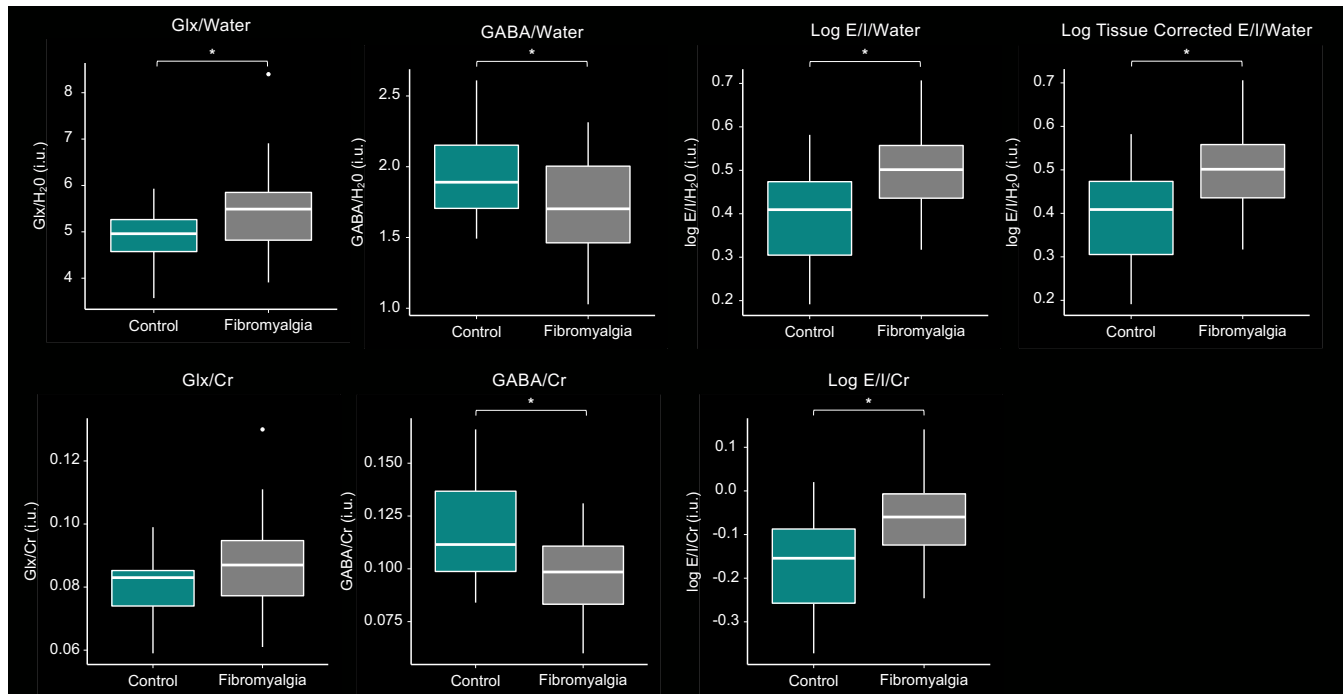 Glx/Water
GABA/Water
Log E/I/Water
Log Tissue Corrected E/I/Water
*
*
*
*
Glx/H₂0 (i.u.)
8
7
6
5
4
Control
Fibromyalgia
GABA/H₂0 (i.u.)
2.5
2.0
1.5
1.0
Control
Fibromyalgia
log E/I/H₂0 (i.u.)
0.7
0.6
0.5
0.4
0.3
0.2
Control
Fibromyalgia
log E/I/H₂0 (i.u.)
0.7
0.6
0.5
0.4
0.3
0.2
Control
Fibromyalgia
Glx/Cr
GABA/Cr
Log E/I/Cr
*
*
Glx/Cr (i.u.)
0.12
0.10
0.08
0.06
Control
Fibromyalgia
GABA/Cr (i.u.)
0.150
0.125
0.100
0.075
Control
Fibromyalgia
log E/I/Cr (i.u.)
0.1
0.0
-0.1
-0.2
-0.3
Control
Fibromyalgia